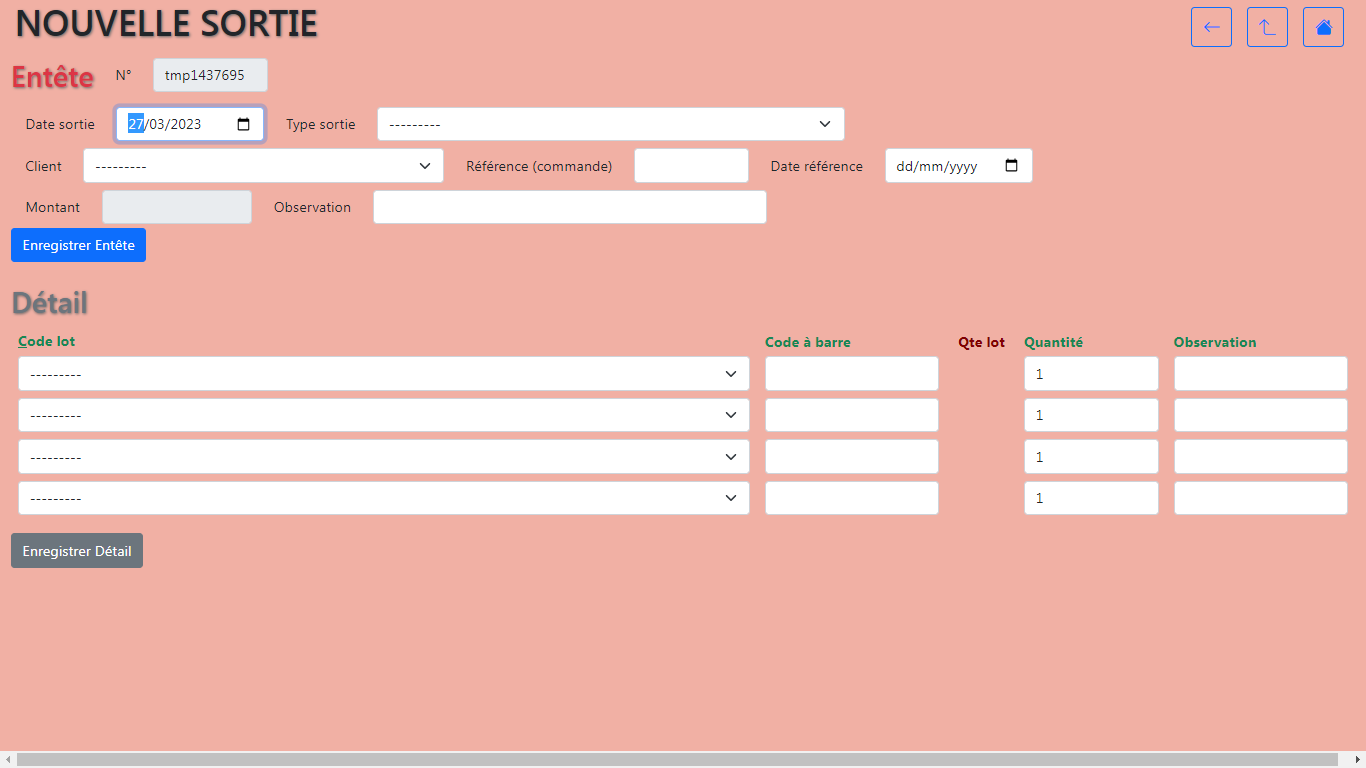 NOUVELLE SORTIE
Entête N° tmp1437695
Date sortie 27/03/2023 Type sortie ---------
Client --------- Référence (commande) Date référence dd/mm/yyyy
Montant Observation
Enregistrer Entête
Détail
Code lot Code à barre Qte lot Quantité Observation
--------- 1
--------- 1
--------- 1
--------- 1
Enregistrer Détail